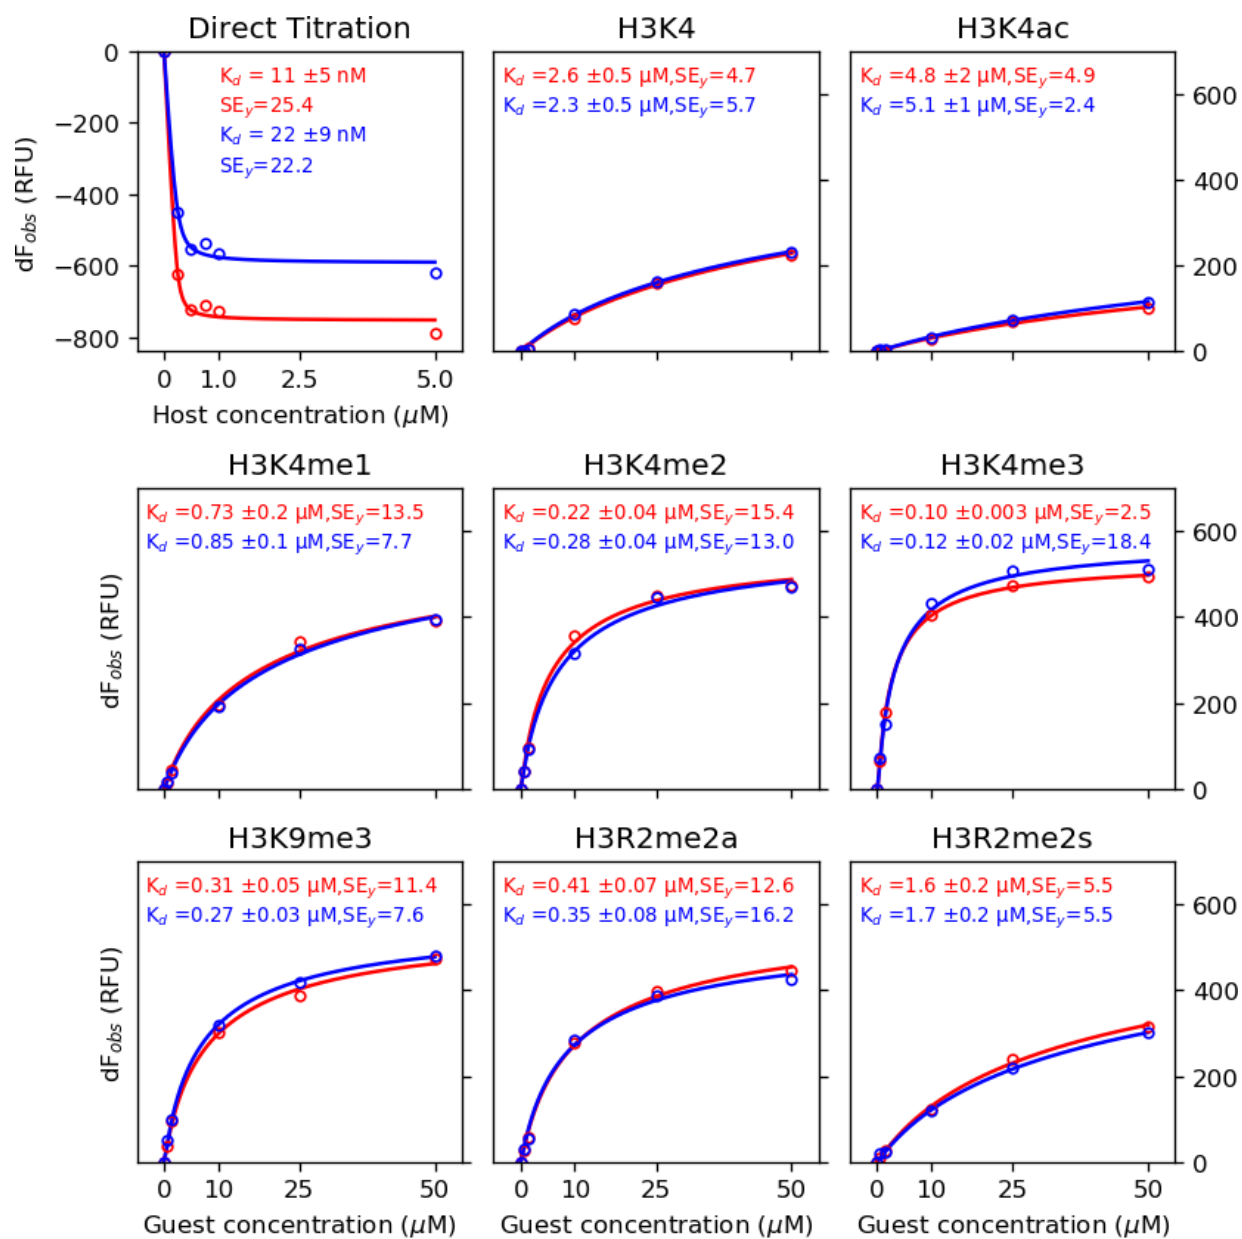 Direct Titration
H3K4
H3K4ac
K_d = 11 ±5 nM
SE_y=25.4
K_d = 22 ±9 nM
SE_y=22.2
K_d =2.6 ±0.5 μM,SE_y=4.7
K_d =2.3 ±0.5 μM,SE_y=5.7
K_d =4.8 ±2 μM,SE_y=4.9
K_d =5.1 ±1 μM,SE_y=2.4
dF_obs (RFU)
0
−200
−400
−600
−800
600
400
200
0
0 1.0 2.5 5.0
Host concentration (μM)
H3K4me1
H3K4me2
H3K4me3
K_d =0.73 ±0.2 μM,SE_y=13.5
K_d =0.85 ±0.1 μM,SE_y=7.7
K_d =0.22 ±0.04 μM,SE_y=15.4
K_d =0.28 ±0.04 μM,SE_y=13.0
K_d =0.10 ±0.003 μM,SE_y=2.5
K_d =0.12 ±0.02 μM,SE_y=18.4
dF_obs (RFU)
600
400
200
0
H3K9me3
H3R2me2a
H3R2me2s
K_d =0.31 ±0.05 μM,SE_y=11.4
K_d =0.27 ±0.03 μM,SE_y=7.6
K_d =0.41 ±0.07 μM,SE_y=12.6
K_d =0.35 ±0.08 μM,SE_y=16.2
K_d =1.6 ±0.2 μM,SE_y=5.5
K_d =1.7 ±0.2 μM,SE_y=5.5
dF_obs (RFU)
600
400
200
0
0 10 25 50
0 10 25 50
0 10 25 50
Guest concentration (μM)
Guest concentration (μM)
Guest concentration (μM)